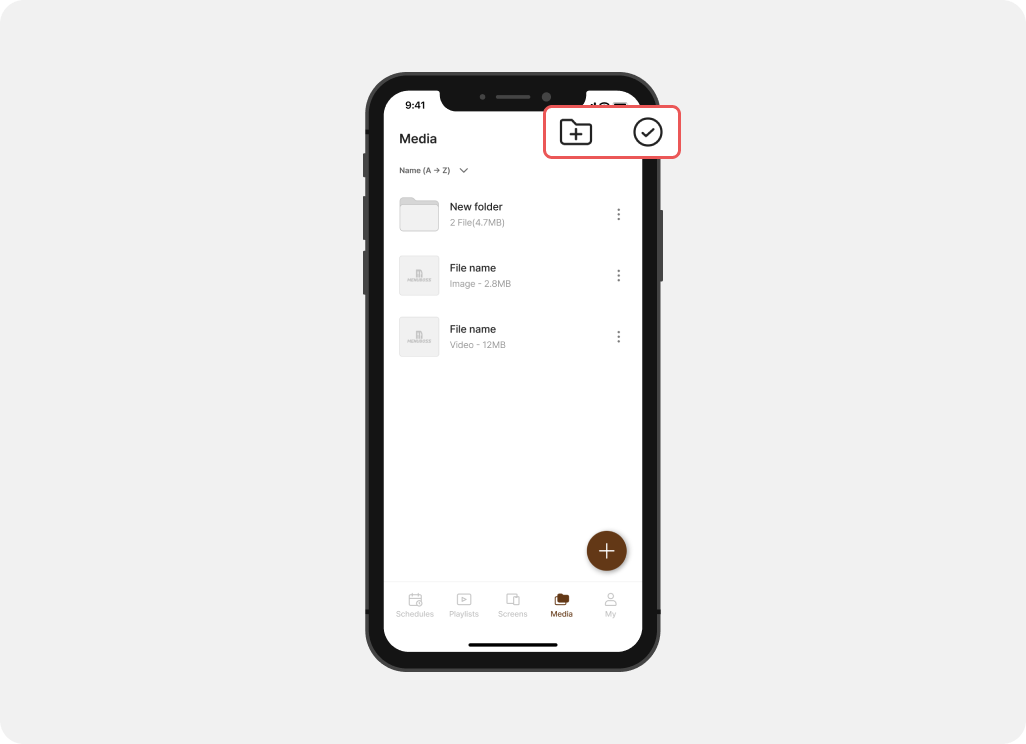 9:41
Media
Name (A → Z)
New folder
2 File(4.7MB)
File name
Image - 2.8MB
File name
Video - 12MB
Schedules
Playlists
Screens
Media
My